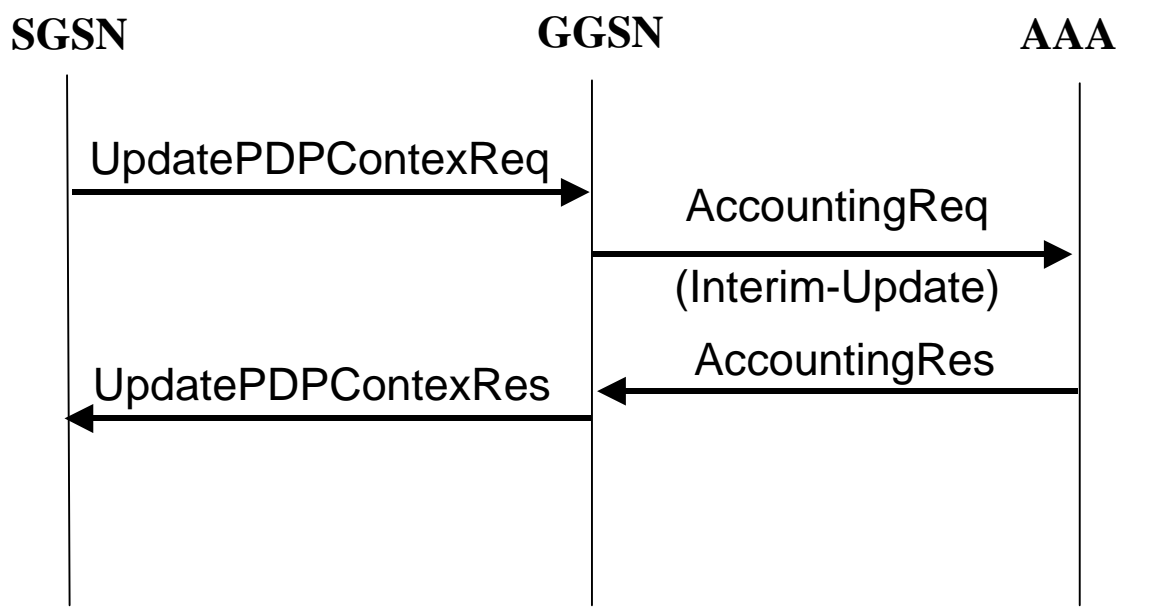 SGSN GGSN AAA
UpdatePDPContexReq
AccountingReq
(Interim-Update)
AccountingRes
UpdatePDPContexRes